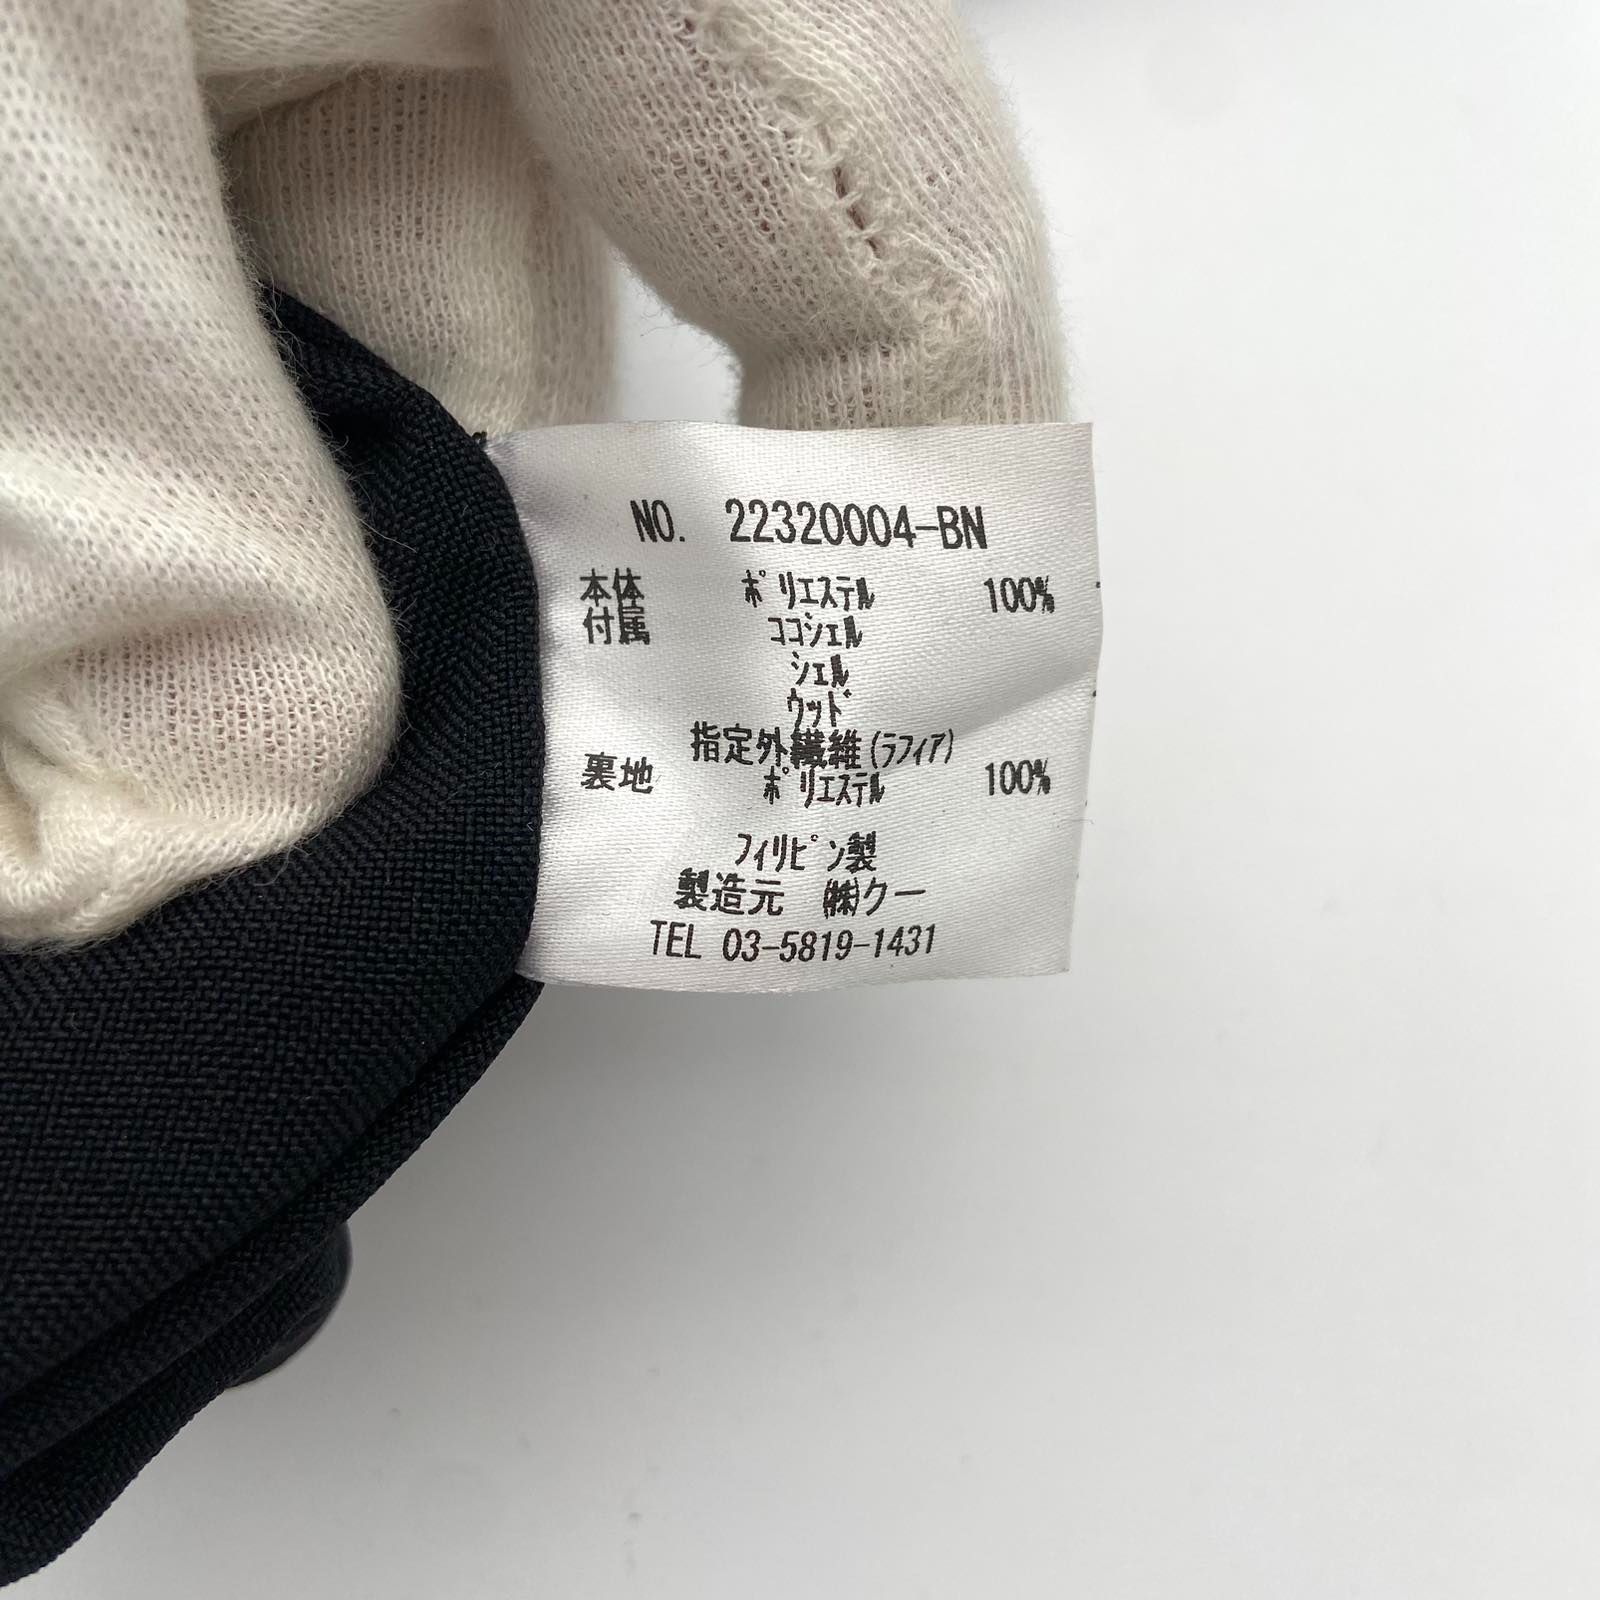 NO. 22320004-BN
本体 ﾎﾟﾘｴｽﾃﾙ 100%
付属 ｺｺｼｪﾙ
ｼｪﾙ
ｳｯﾄﾞ
指定外繊維(ﾗﾌｨｱ)
裏地 ﾎﾟﾘｴｽﾃﾙ 100%
ﾌｨﾘﾋﾟﾝ製
製造元 ㈱クー
TEL 03-5819-1431